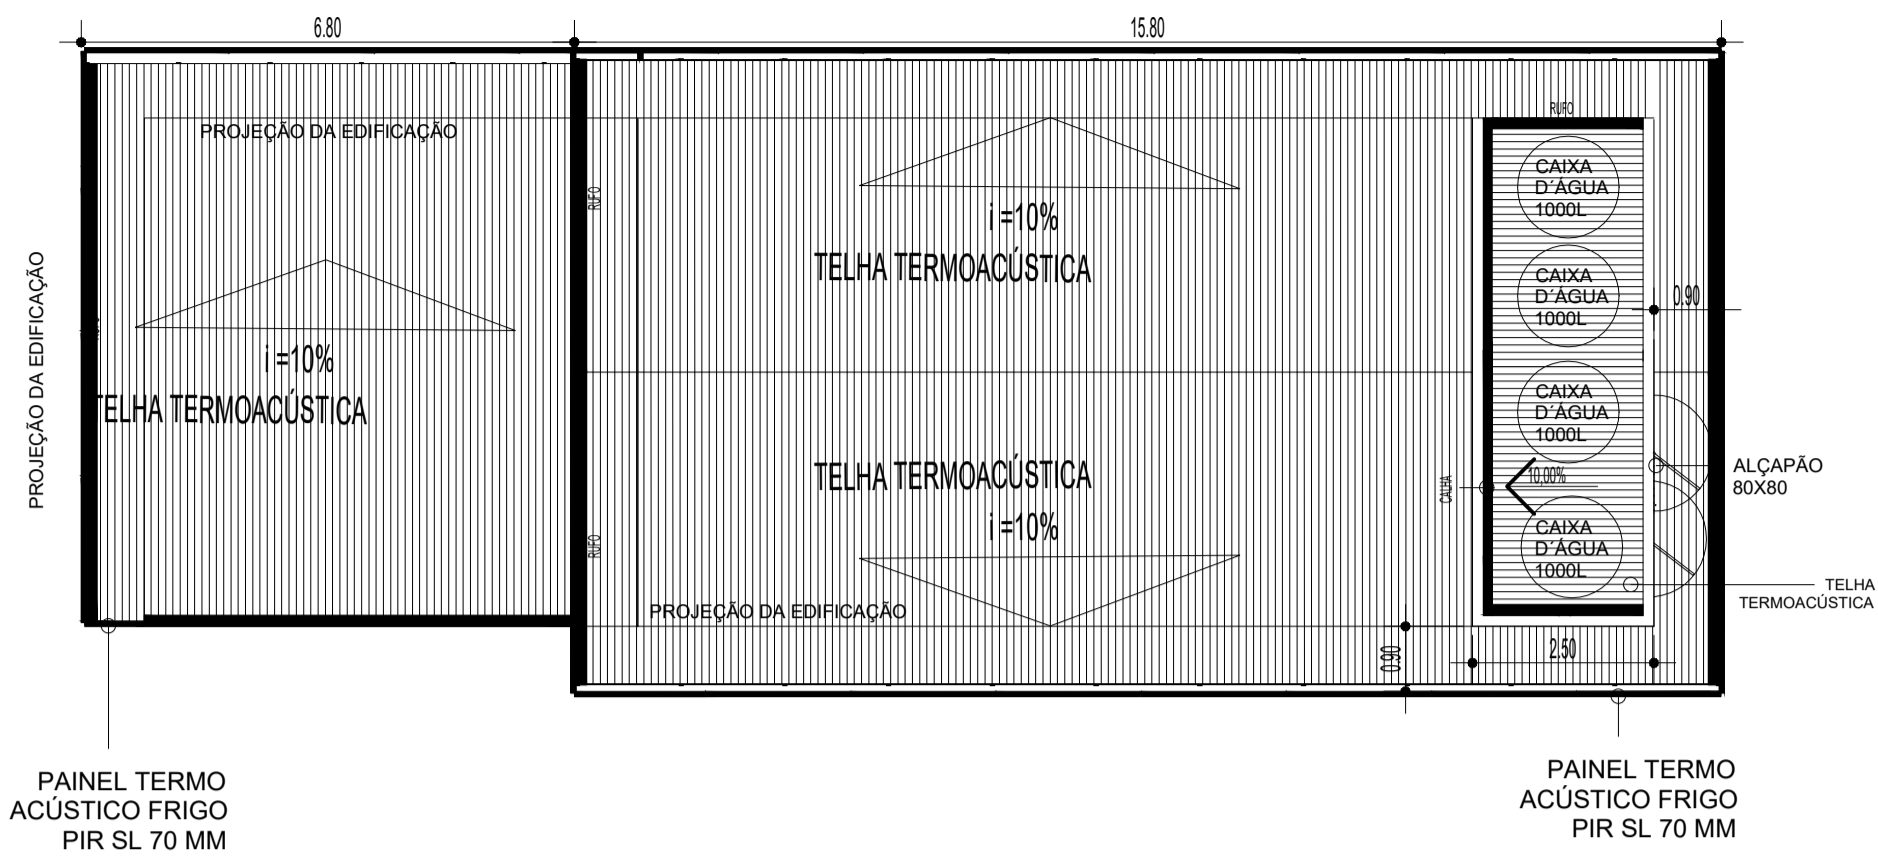 6.80
15.80
PROJEÇÃO DA EDIFICAÇÃO
RUFO
CAIXA
D´ÁGUA
1000L
RUFO
i =10%
TELHA TERMOACÚSTICA
PROJEÇÃO DA EDIFICAÇÃO
CAIXA
D´ÁGUA
1000L
0.90
i =10%
TELHA TERMOACÚSTICA
CAIXA
D´ÁGUA
1000L
TELHA TERMOACÚSTICA
i =10%
CALHA
10,00%
ALÇAPÃO
80X80
RUFO
CAIXA
D´ÁGUA
1000L
TELHA
TERMOACÚSTICA
PROJEÇÃO DA EDIFICAÇÃO
0.90
2.50
PAINEL TERMO
ACÚSTICO FRIGO
PIR SL 70 MM
PAINEL TERMO
ACÚSTICO FRIGO
PIR SL 70 MM